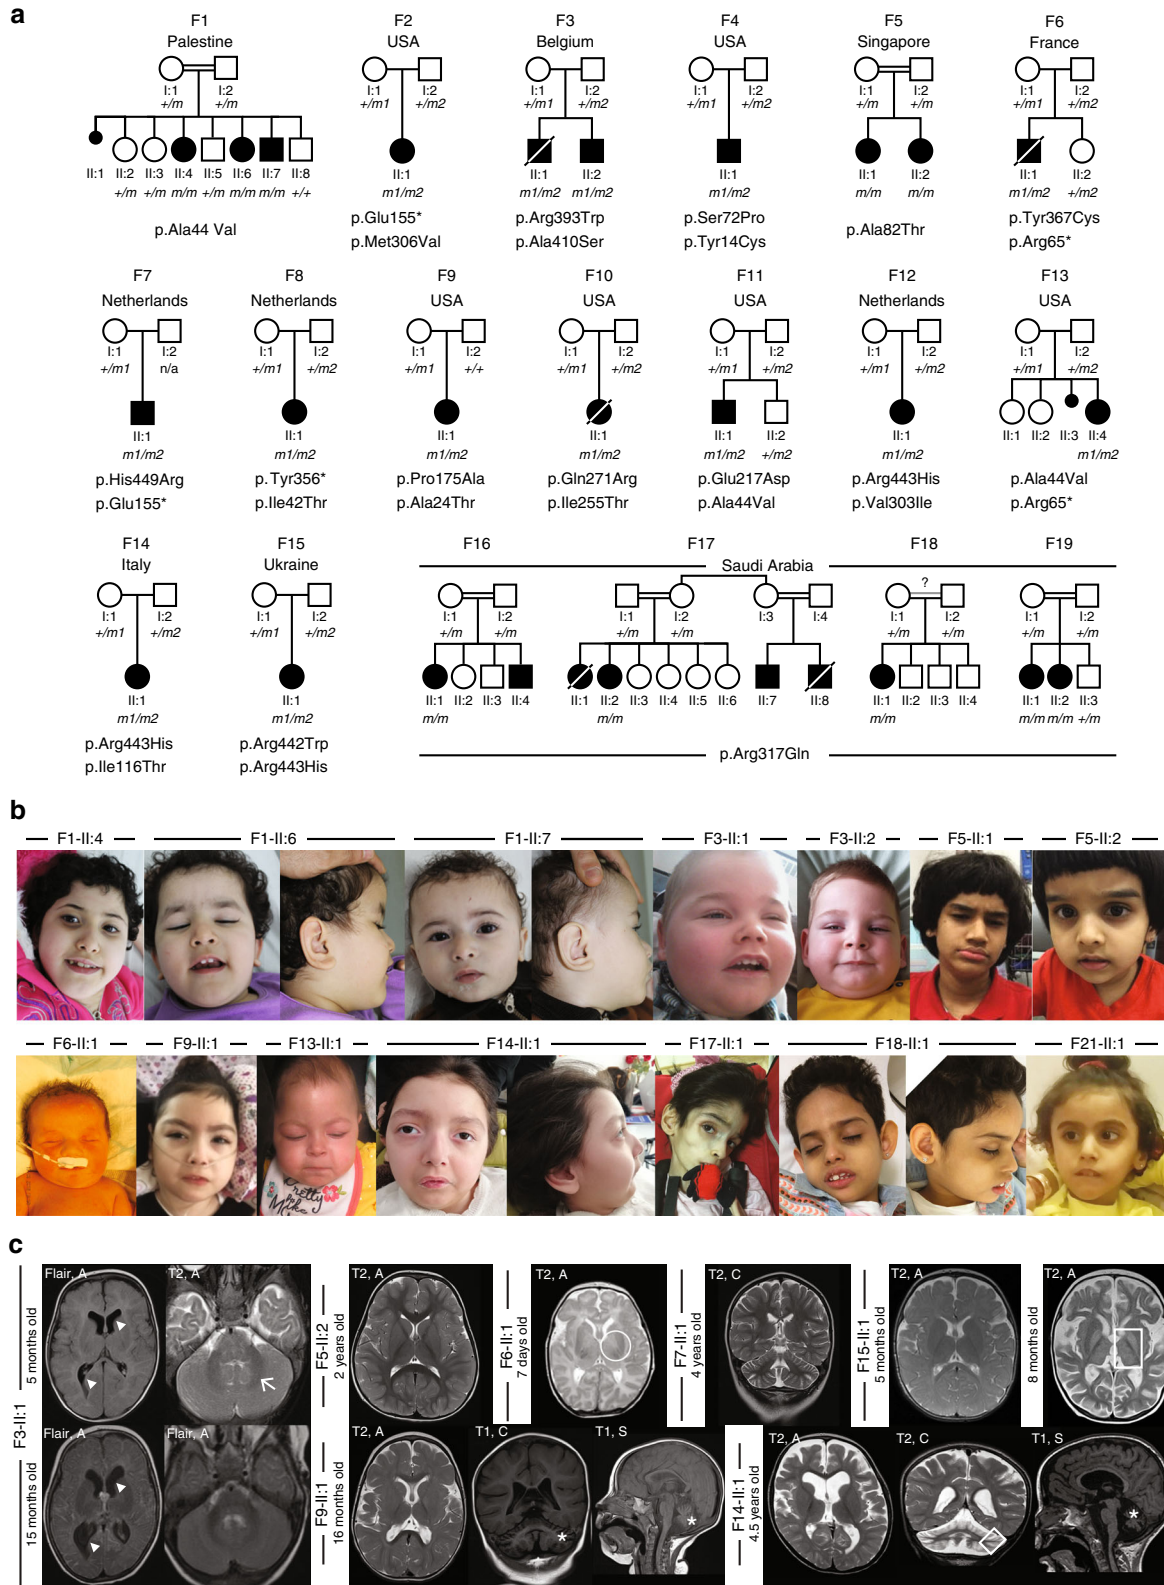 a
F1 F2 F3 F4 F5 F6
Palestine USA Belgium USA Singapore France
I:1 I:2 I:1 I:2 I:1 I:2 I:1 I:2 I:1 I:2 I:1 I:2
+/m +/m +/m1 +/m2 +/m1 +/m2 +/m1 +/m2 +/m +/m +/m1 +/m2
II:1 II:2 II:3 II:4 II:5 II:6 II:7 II:8 II:1 II:1 II:2 II:1 II:1 II:2 II:1 II:2
+/m +/m m/m +/m m/m m/m +/+ m1/m2 m1/m2 m1/m2 m1/m2 m/m m/m m1/m2 +/m2
p.Ala44 Val p.Glu155* p.Arg393Trp p.Ser72Pro p.Ala82Thr p.Tyr367Cys
p.Met306Val p.Ala410Ser p.Tyr14Cys p.Arg65*
F7 F8 F9 F10 F11 F12 F13
Netherlands Netherlands USA USA USA Netherlands USA
I:1 I:2 I:1 I:2 I:1 I:2 I:1 I:2 I:1 I:2 I:1 I:2 I:1 I:2
+/m1 n/a +/m1 +/m2 +/m1 +/+ +/m1 +/m2 +/m1 +/m2 +/m1 +/m2 +/m1 +/m2
II:1 II:1 II:1 II:1 II:1 II:2 II:1 II:1 II:2 II:3 II:4
m1/m2 m1/m2 m1/m2 m1/m2 m1/m2 +/m2 m1/m2 m1/m2
p.His449Arg p.Tyr356* p.Pro175Ala p.Gln271Arg p.Glu217Asp p.Arg443His p.Ala44Val
p.Glu155* p.Ile42Thr p.Ala24Thr p.Ile255Thr p.Ala44Val p.Val303Ile p.Arg65*
F14 F15 F16 F17 F18 F19
Italy Ukraine Saudi Arabia
?
I:1 I:2 I:1 I:2 I:1 I:2 I:1 I:2 I:3 I:4 I:1 I:2 I:1 I:2
+/m1 +/m2 +/m1 +/m2 +/m +/m +/m +/m +/m +/m +/m +/m
II:1 II:1 II:1 II:2 II:3 II:4 II:1 II:2 II:3 II:4 II:5 II:6 II:7 II:8 II:1 II:2 II:3 II:4 II:1 II:2 II:3
m1/m2 m1/m2 m/m m/m m/m m/m m/m +/m
p.Arg443His p.Arg442Trp p.Arg317Gln
p.Ile116Thr p.Arg443His
b
F1-II:4 F1-II:6 F1-II:7 F3-II:1 F3-II:2 F5-II:1 F5-II:2
F6-II:1 F9-II:1 F13-II:1 F14-II:1 F17-II:1 F18-II:1 F21-II:1
Pretty
like
c
F3-II:1
5 months old
Flair, A T2, A
F5-II:2
2 years old
T2, A
F6-II:1
7 days old
T2, A
F7-II:1
4 years old
T2, C
F15-II:1
5 months old
T2, A
8 months old
T2, A
15 months old
Flair, A Flair, A
F9-II:1
16 months old
T2, A T1, C T1, S
* *
F14-II:1
4.5 years old
T2, A T2, C T1, S
*